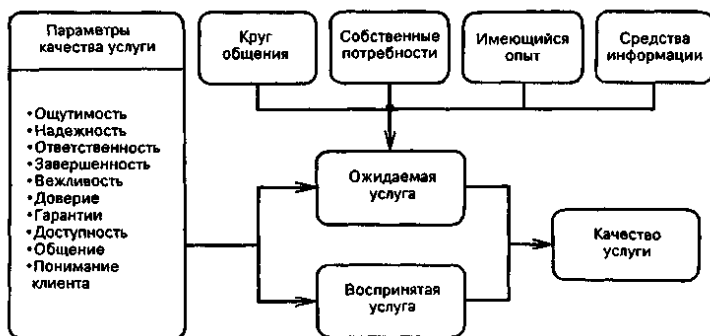 Параметры
качества услуги
•Ощутимость
•Надежность
•Ответственность
•Завершенность
•Вежливость
•Доверие
•Гарантии
•Доступность
•Общение
•Понимание
клиента
Круг
общения
Собственные
потребности
Имеющийся
опыт
Средства
информации
Ожидаемая
услуга
Воспринятая
услуга
Качество
услуги